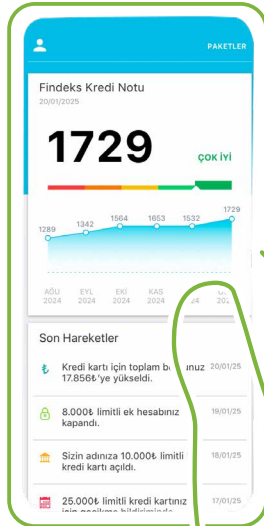 PAKETLER
Findeks Kredi Notu
20/01/2025
1729
ÇOK İYİ
1289 1342 1564 1653 1532 1729
AĞU EYL EKİ KAS
2024 2024 2024 2024
Son Hareketler
Kredi kartı için toplam 20/01/25
17.856₺'ye yükseldi.
8.000₺ limitli ek hesabınız 19/01/25
kapandı.
Sizin adınıza 10.000₺ limitli 18/01/25
kredi kartı açıldı.
25.000₺ limitli kredi kartınız 17/01/25